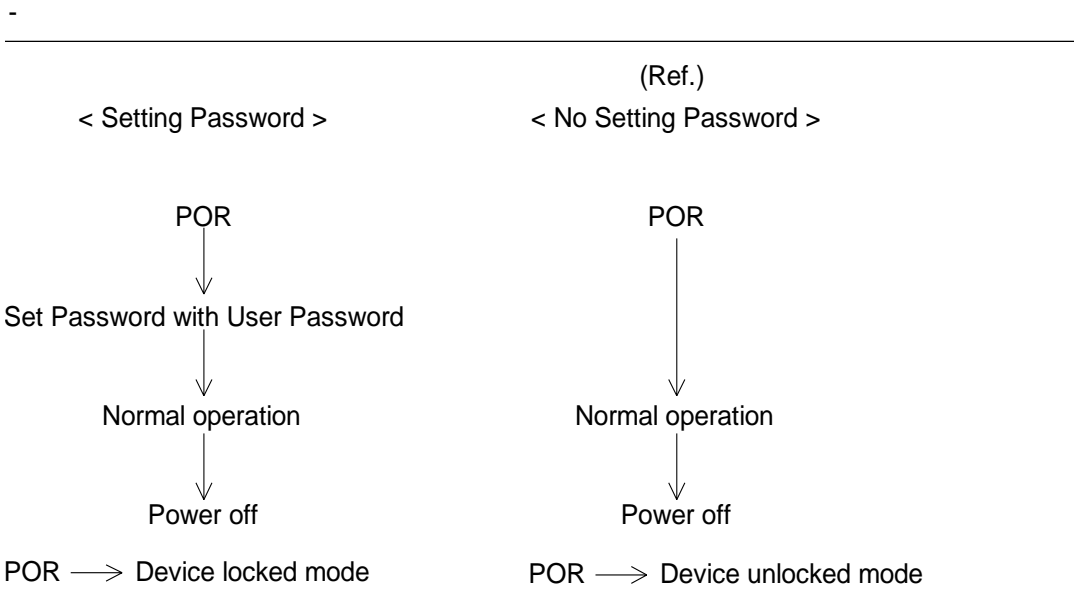 -
(Ref.)
< Setting Password > < No Setting Password >
POR POR
Set Password with User Password
Normal operation Normal operation
Power off Power off
POR Device locked mode POR Device unlocked mode